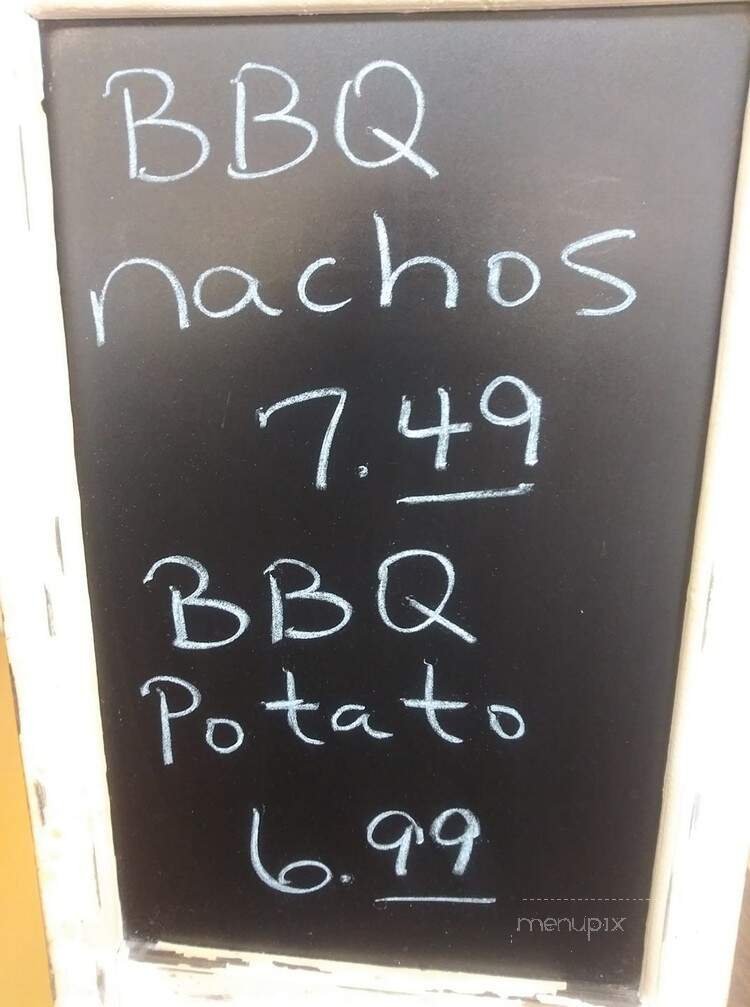 BBQ
nachos
7.49
BBQ
Potato
6.99
menupix